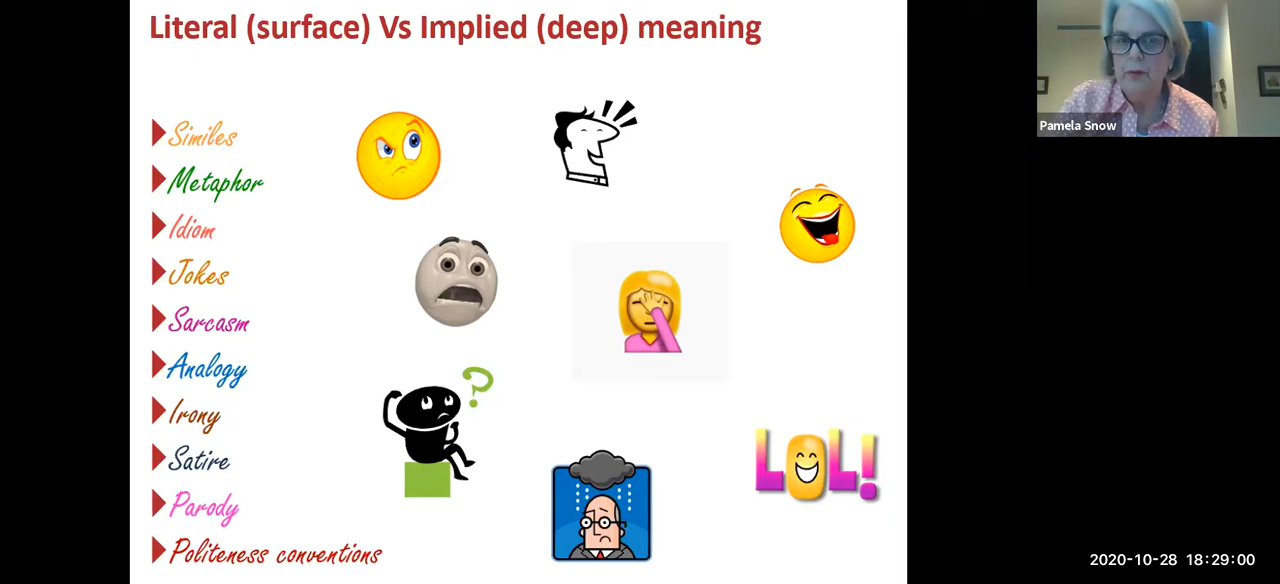 Literal (surface) Vs Implied (deep) meaning
Similes
Metaphor
Idiom
Jokes
Sarcasm
Analogy
Irony
Satire
Parody
Politeness conventions
?
LOL!
Pamela Snow
2020-10-28 18:29:00